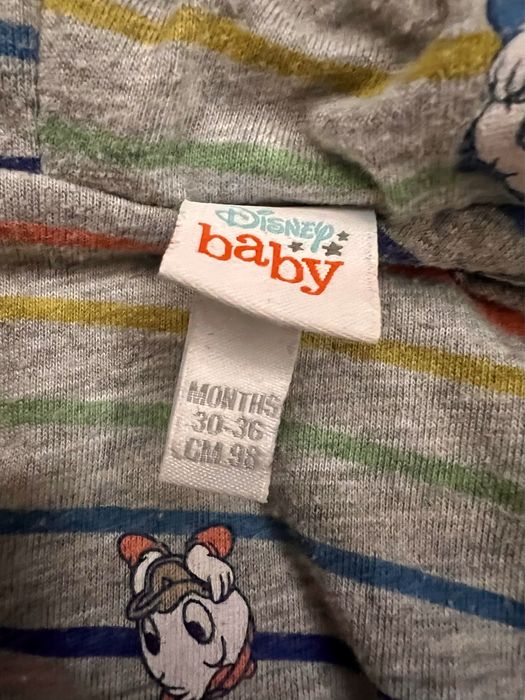 Disney
baby
MONTHS
30-36
CM 98